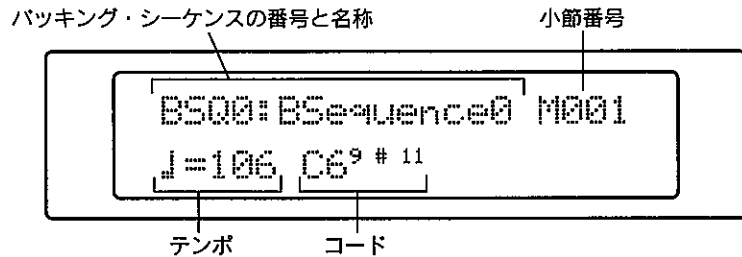 バッキング・シーケンスの番号と名称 小節番号
BSQ0:BSequence0 M001
♩=106 C6⁹ ♯ ¹¹
テンポ コード